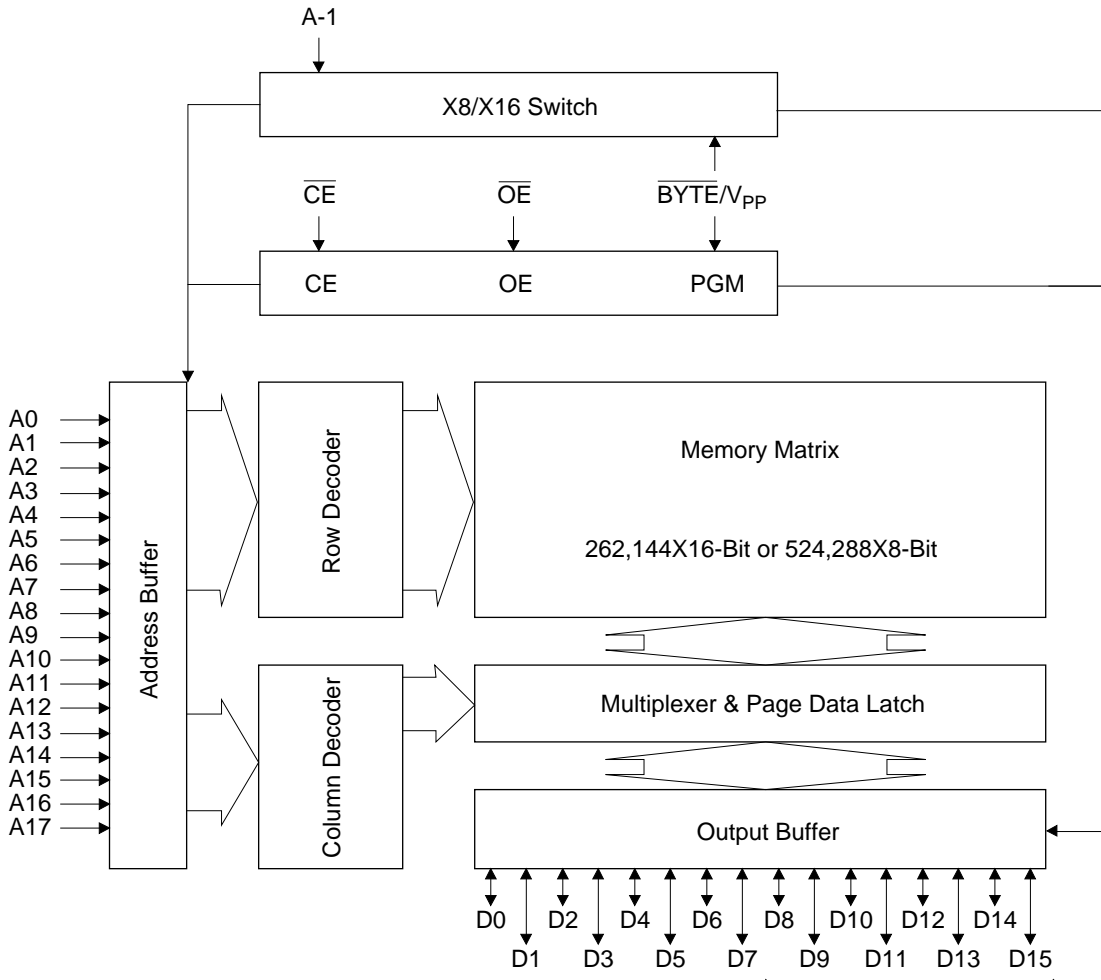 A-1
X8/X16 Switch
C̅E̅ O̅E̅ B̅Y̅T̅E̅/VPP
CE OE PGM
A0
A1
A2
A3
A4
A5
A6
A7
A8
A9
A10
A11
A12
A13
A14
A15
A16
A17
Address Buffer
Row Decoder
Memory Matrix
262,144X16-Bit or 524,288X8-Bit
Column Decoder
Multiplexer & Page Data Latch
Output Buffer
D0 D2 D4 D6 D8 D10 D12 D14
D1 D3 D5 D7 D9 D11 D13 D15